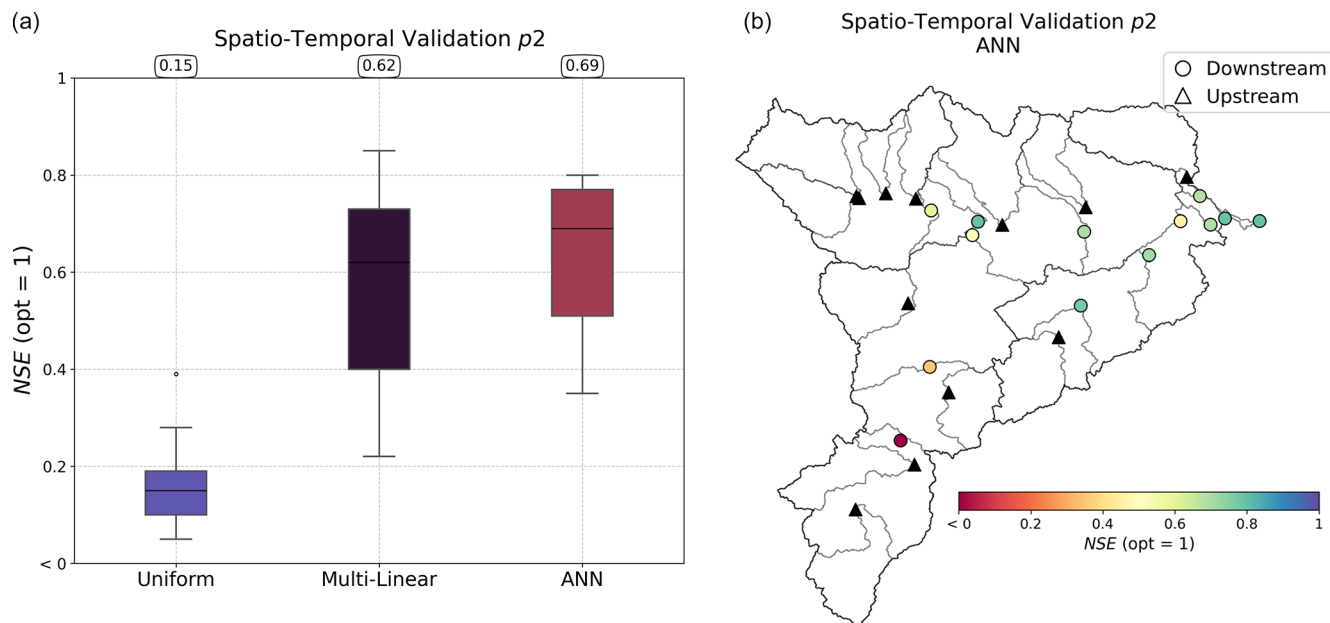 (a)
Spatio-Temporal Validation p2
0.15 0.62 0.69
1
0.8
0.6
0.4
0.2
< 0
NSE (opt = 1)
Uniform Multi-Linear ANN
(b)
Spatio-Temporal Validation p2
ANN
Downstream
Upstream
< 0 0.2 0.4 0.6 0.8 1
NSE (opt = 1)